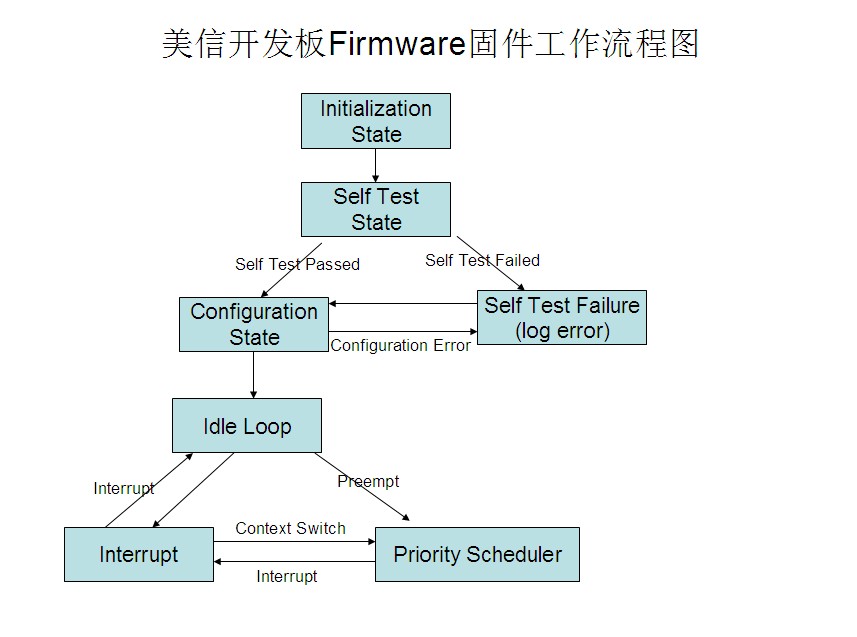 美信开发板Firmware固件工作流程图
Initialization
State
Self Test
State
Self Test Passed
Self Test Failed
Configuration
State
Self Test Failure
(log error)
Configuration Error
Idle Loop
Interrupt
Preempt
Interrupt
Context Switch
Priority Scheduler
Interrupt